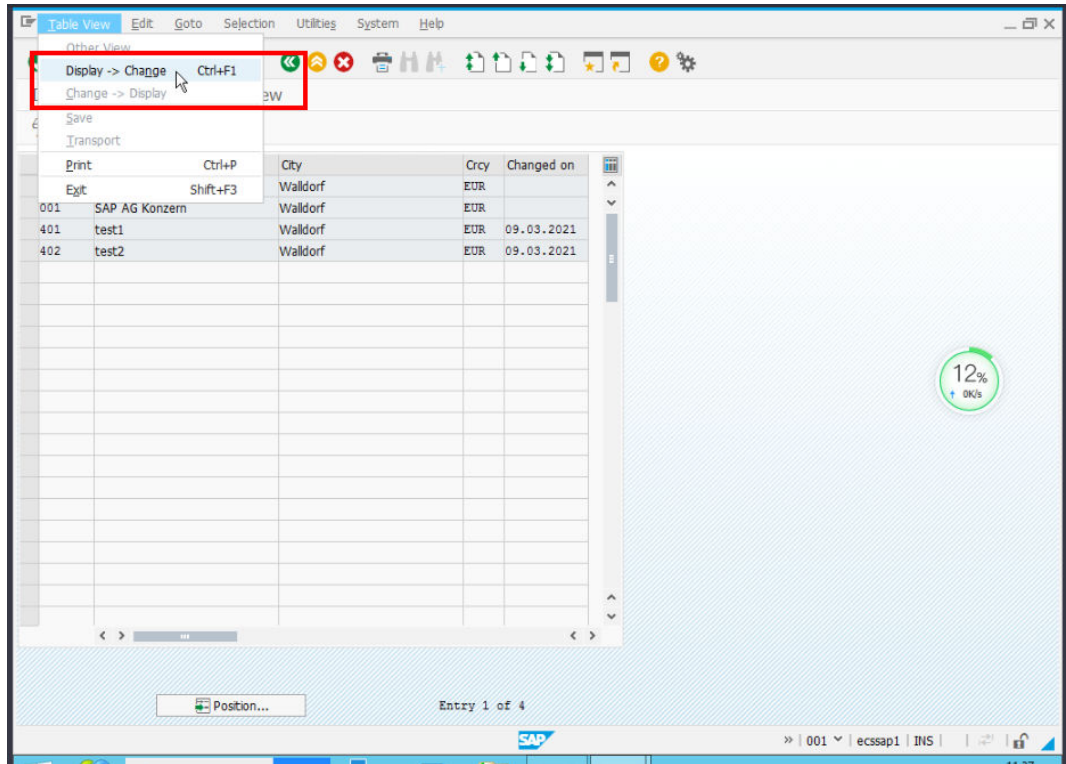 Table View Edit Goto Selection Utilities System Help
Other View
Display -> Change Ctrl+F1
Change -> Display
ew
Save
Transport
Print Ctrl+P
Exit Shift+F3
City Crcy Changed on
Walldorf EUR
001 SAP AG Konzern Walldorf EUR
401 test1 Walldorf EUR 09.03.2021
402 test2 Walldorf EUR 09.03.2021
12%
↑ 0K/s
Position... Entry 1 of 4
SAP » | 001 | ecssap1 | INS |